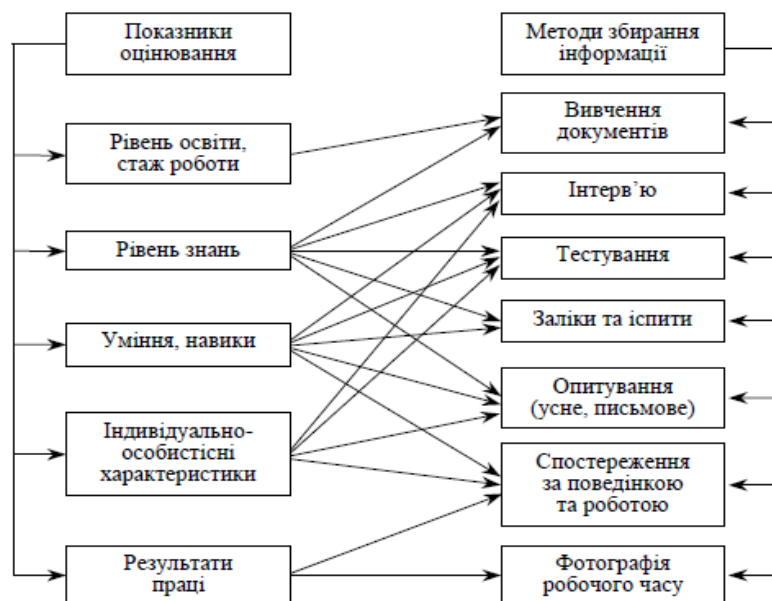 Показники
оцінювання
Методи збирання
інформації
Рівень освіти,
стаж роботи
Вивчення
документів
Інтерв’ю
Рівень знань
Тестування
Уміння, навики
Заліки та іспити
Опитування
(усне, письмове)
Індивідуально-
особистісні
характеристики
Спостереження
за поведінкою
та роботою
Результати
праці
Фотографія
робочого часу